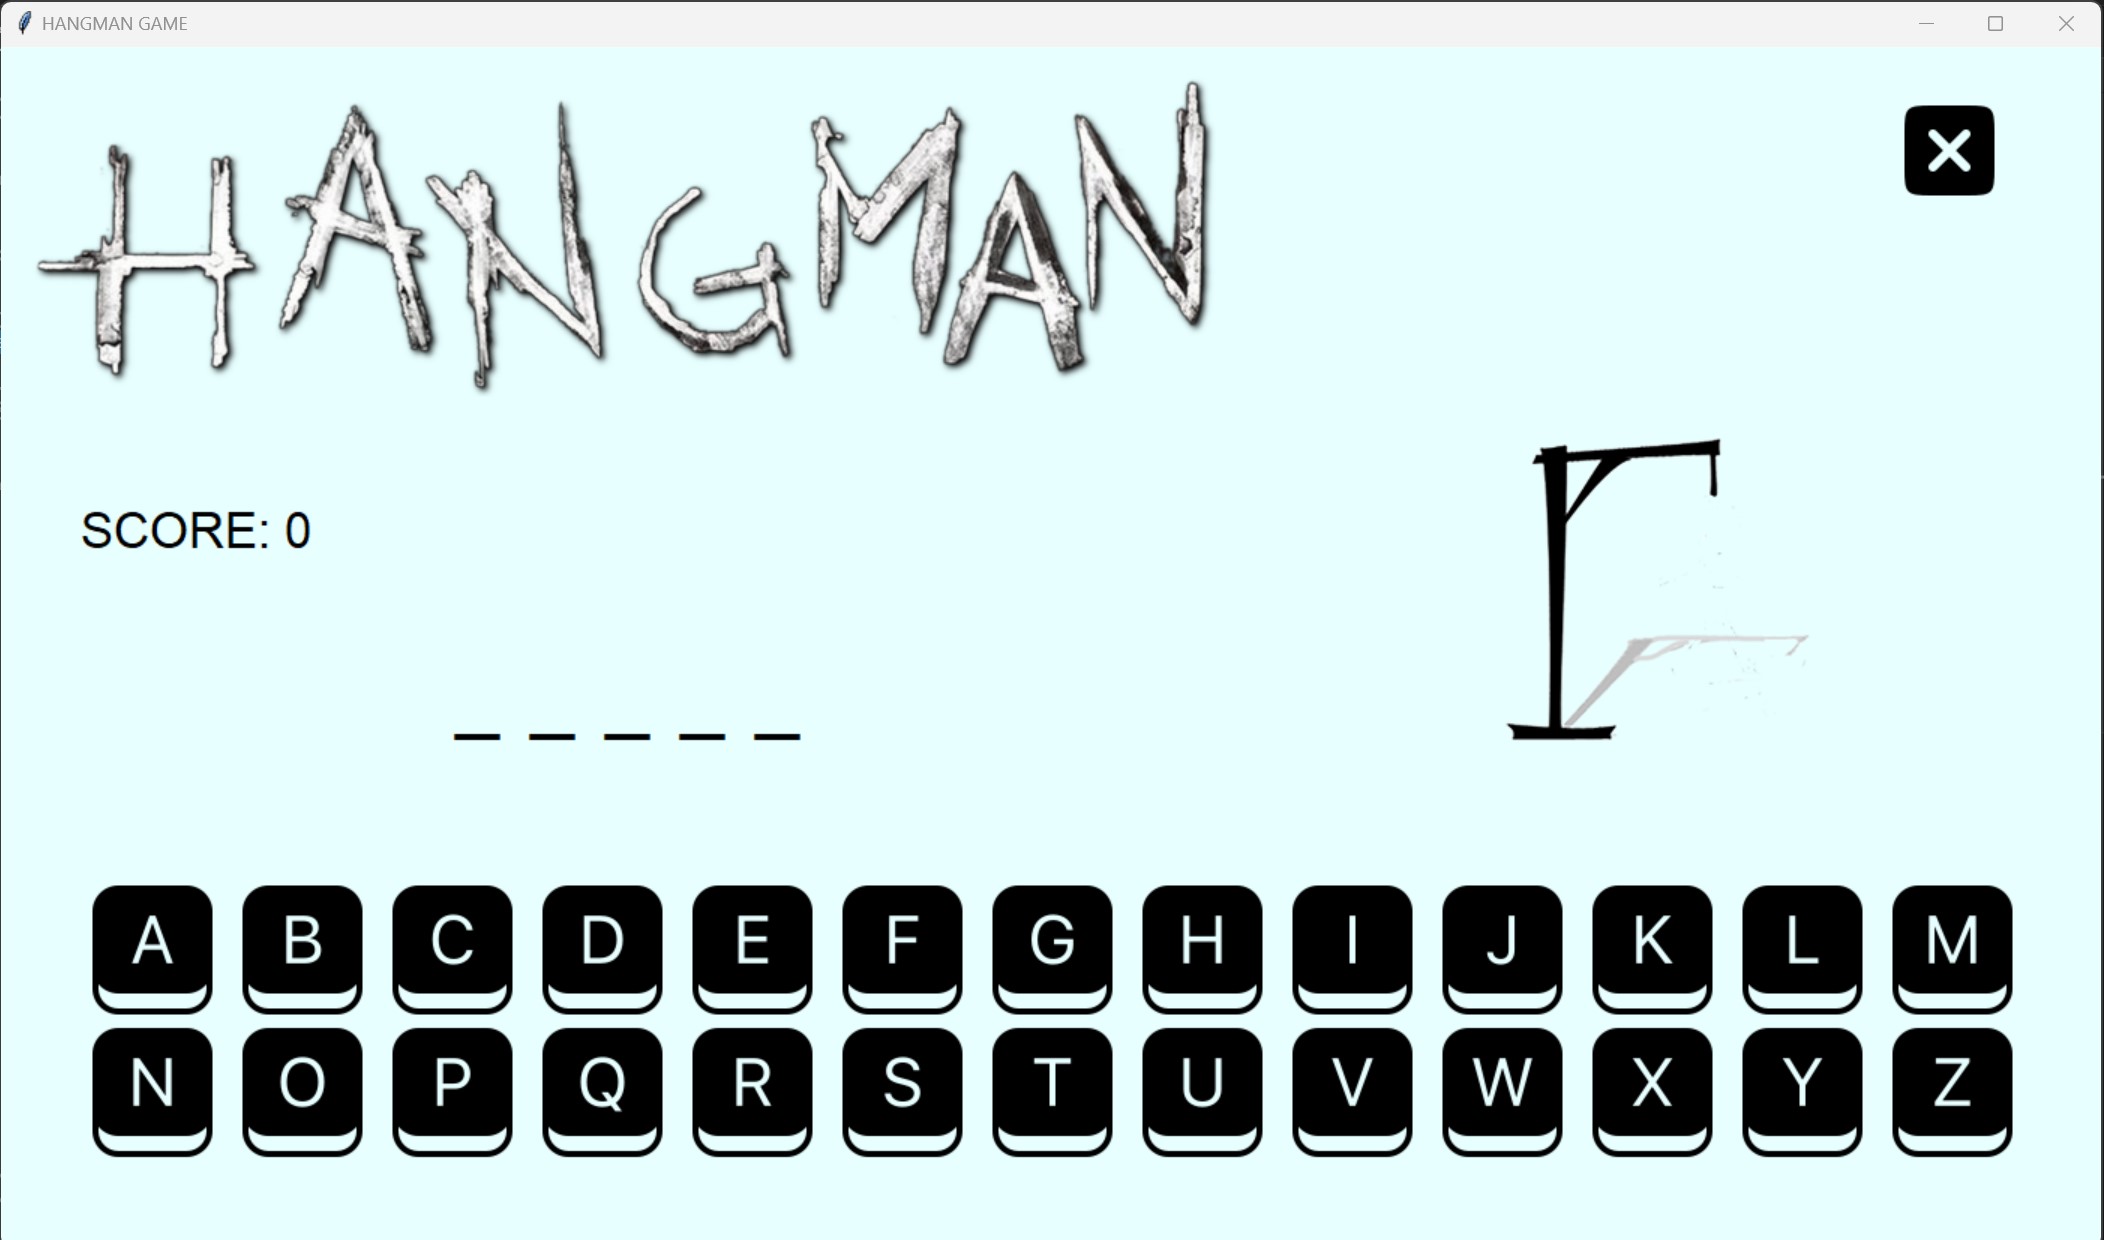 HANGMAN GAME
HANGMAN
SCORE: 0
_ _ _ _ _
A B C D E F G H I J K L M
N O P Q R S T U V W X Y Z